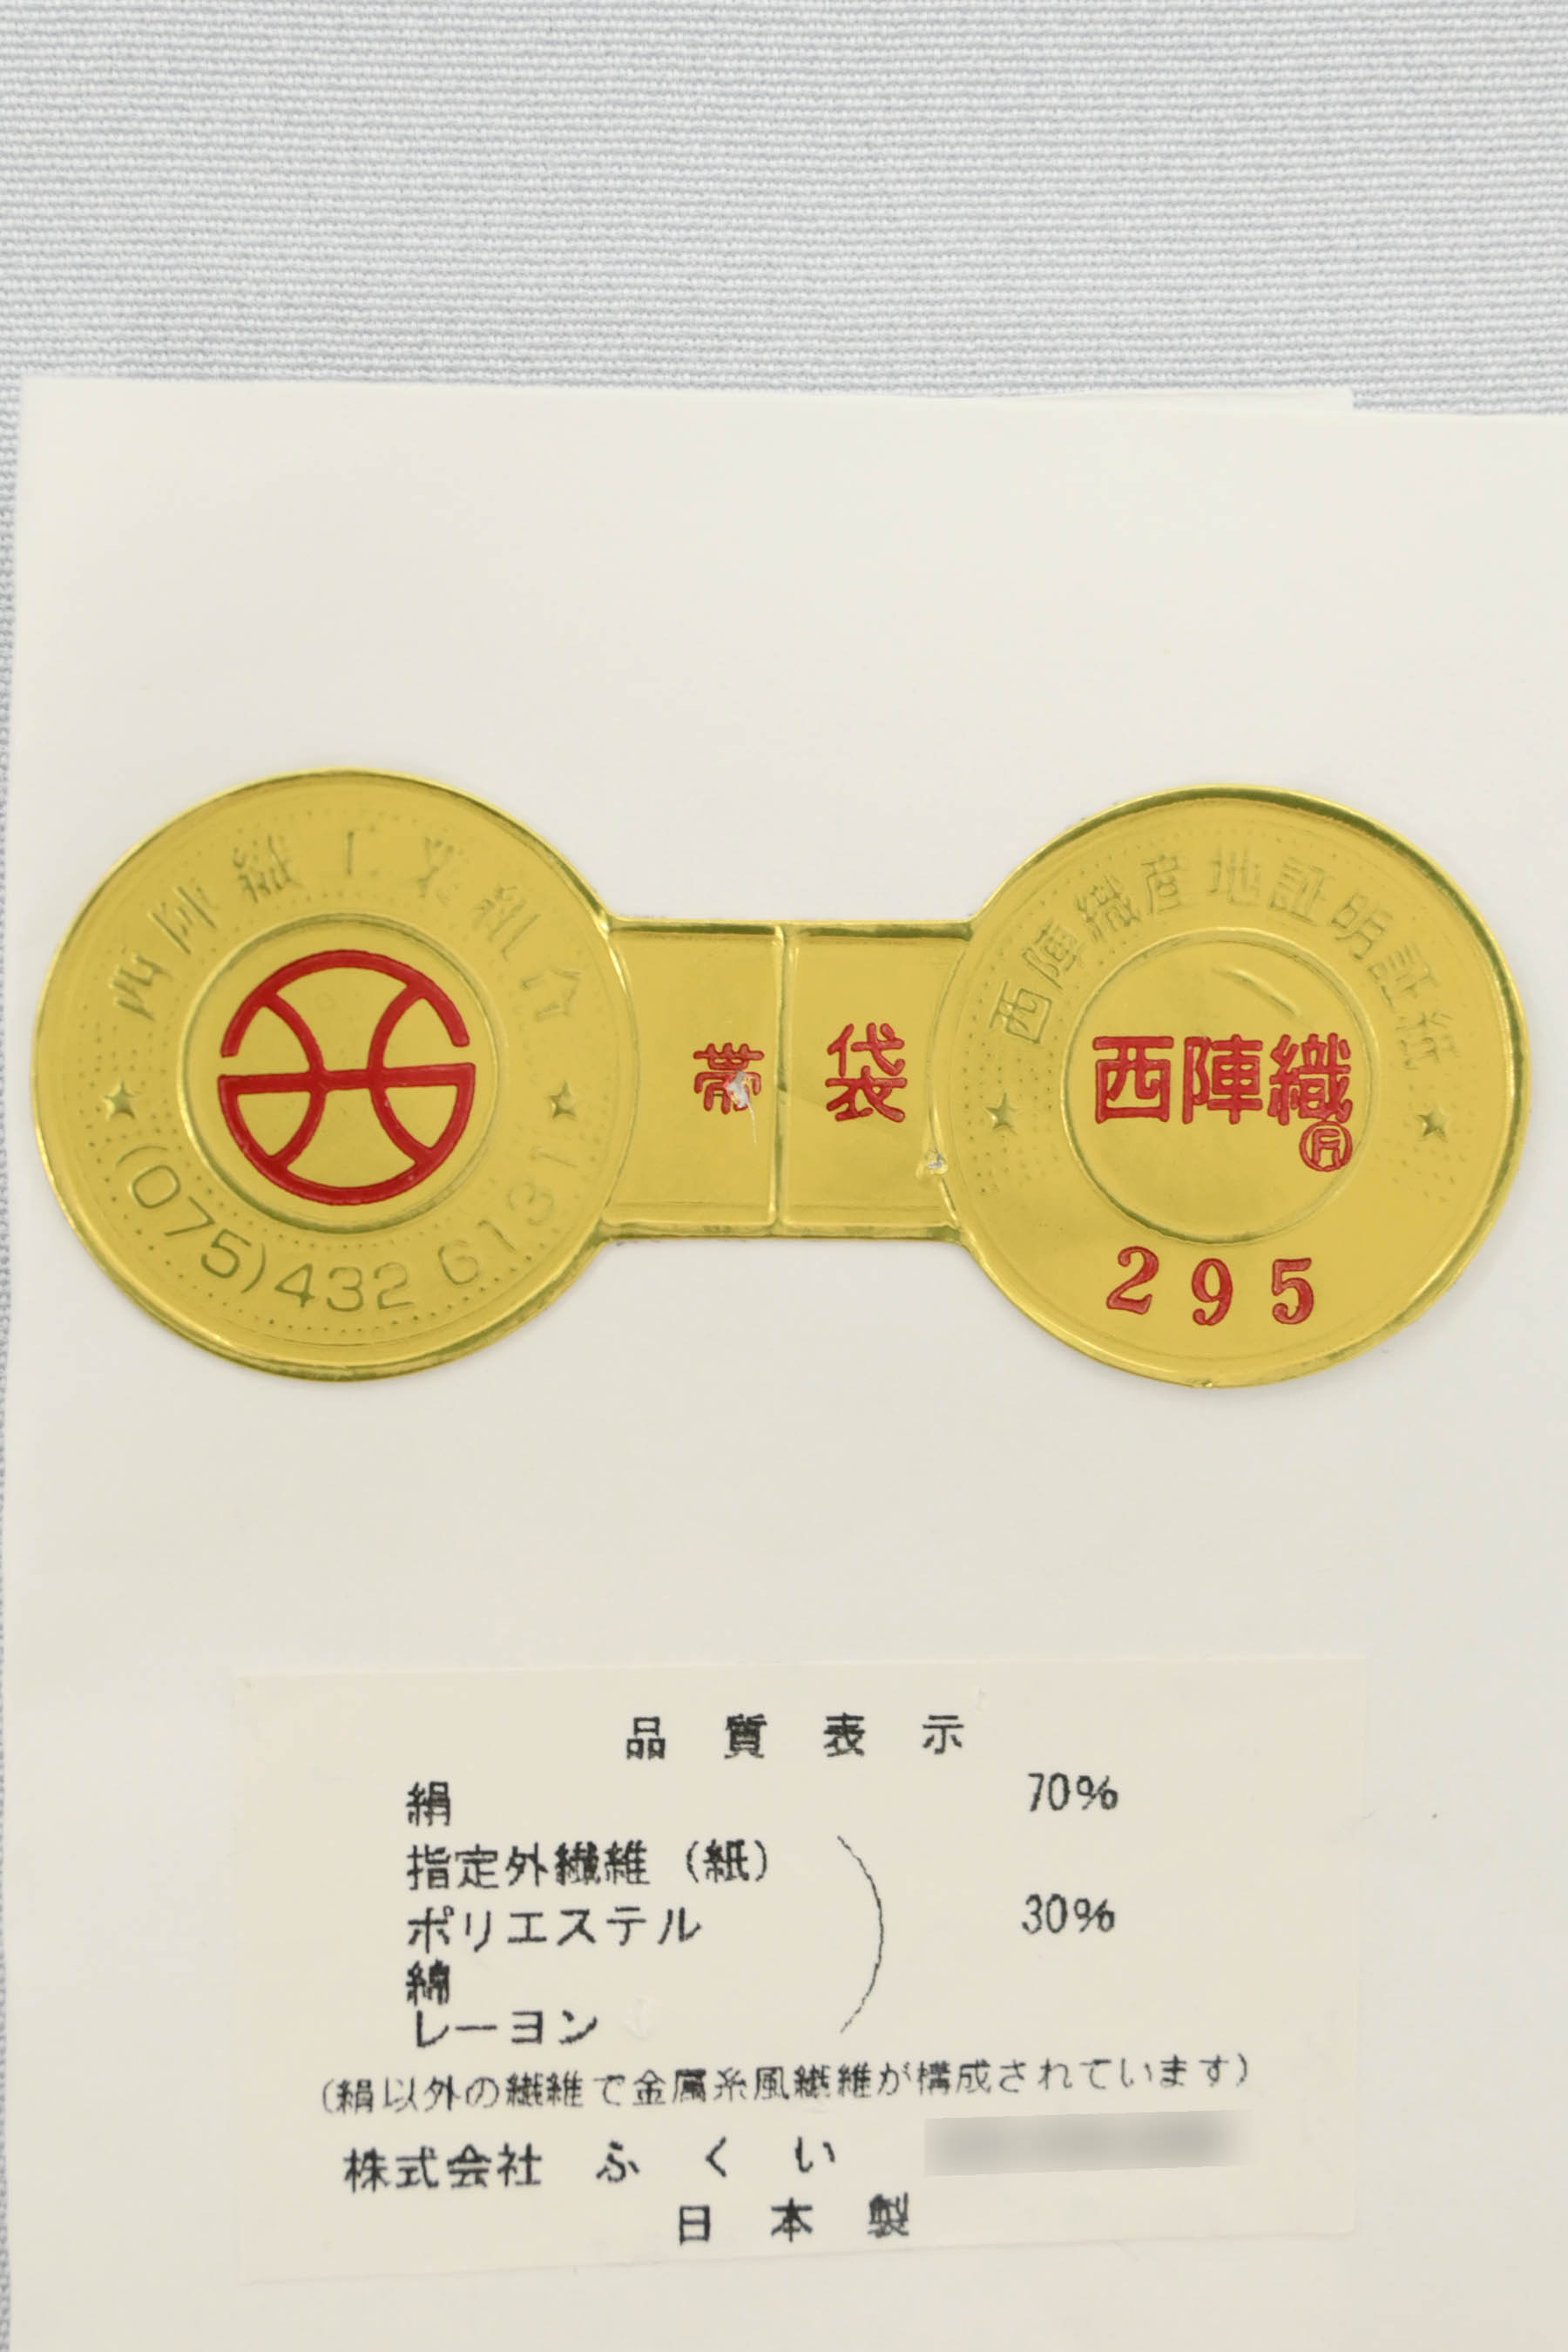 西陣織工業組合
(075)432 6131
帯 袋
西陣織産地証明証紙
西陣織
295
品質表示
絹 70%
指定外繊維（紙）
ポリエステル 30%
綿
レーヨン
（絹以外の繊維で金属糸風繊維が構成されています）
株式会社 ふくい
日本製